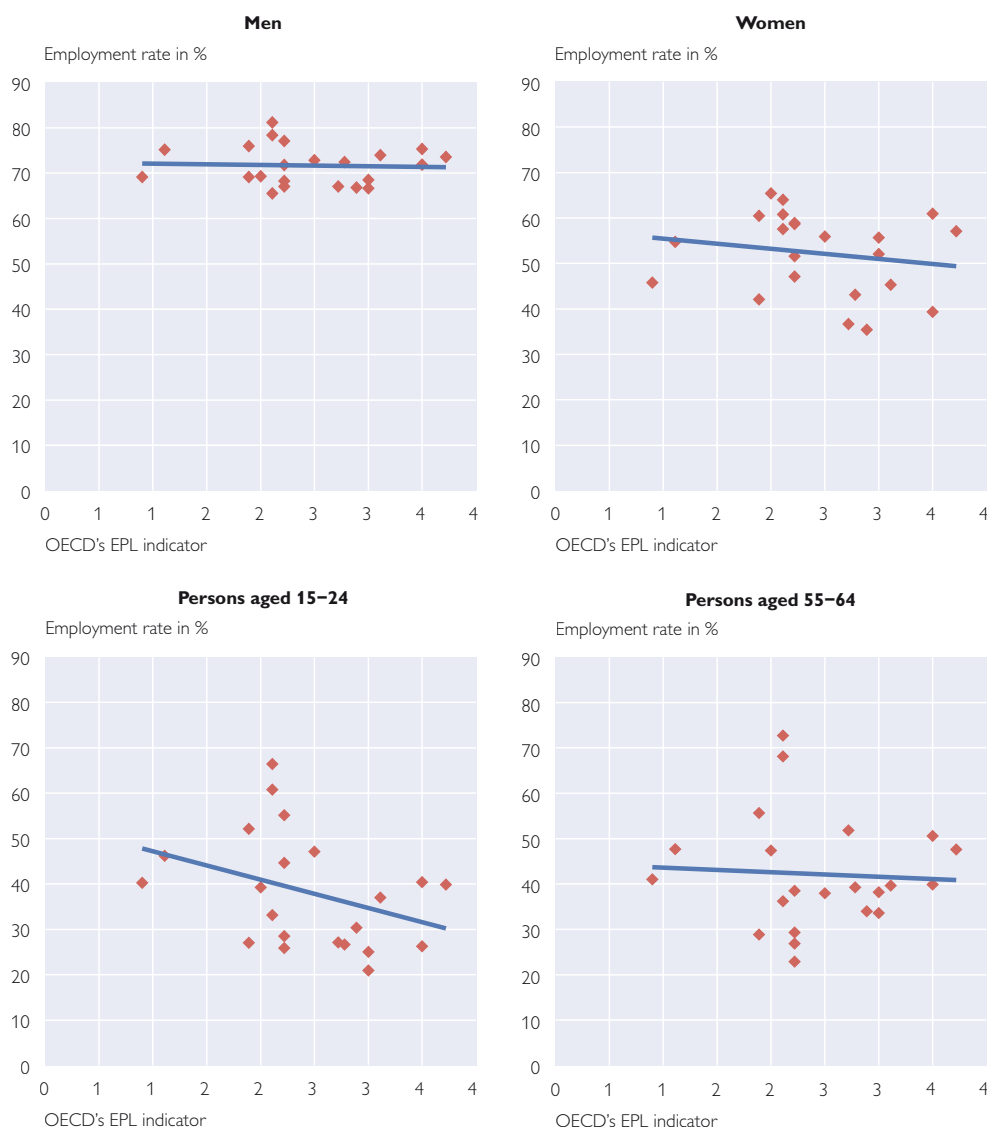 Men
Employment rate in %
90
80
70
60
50
40
30
20
10
0
0 1 1 2 2 3 3 4 4
OECD's EPL indicator
Women
Employment rate in %
90
80
70
60
50
40
30
20
10
0
0 1 1 2 2 3 3 4 4
OECD's EPL indicator
Persons aged 15–24
Employment rate in %
90
80
70
60
50
40
30
20
10
0
0 1 1 2 2 3 3 4 4
OECD's EPL indicator
Persons aged 55–64
Employment rate in %
90
80
70
60
50
40
30
20
10
0
0 1 1 2 2 3 3 4 4
OECD's EPL indicator